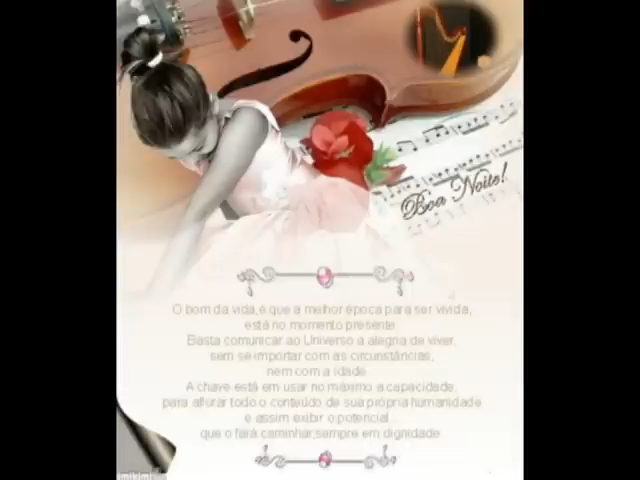 Boa Noite!
O bom da vida,é que a melhor época para ser vivida,
está no momento presente
Basta comunicar ao Universo a alegria de viver,
sem se importar com as circunstâncias,
nem com a idade
A chave está em usar no máximo a capacidade,
para aflorar todo o conteúdo de sua própria humanidade
e assim exibir o potencial...
que o fará caminhar,sempre em dignidade